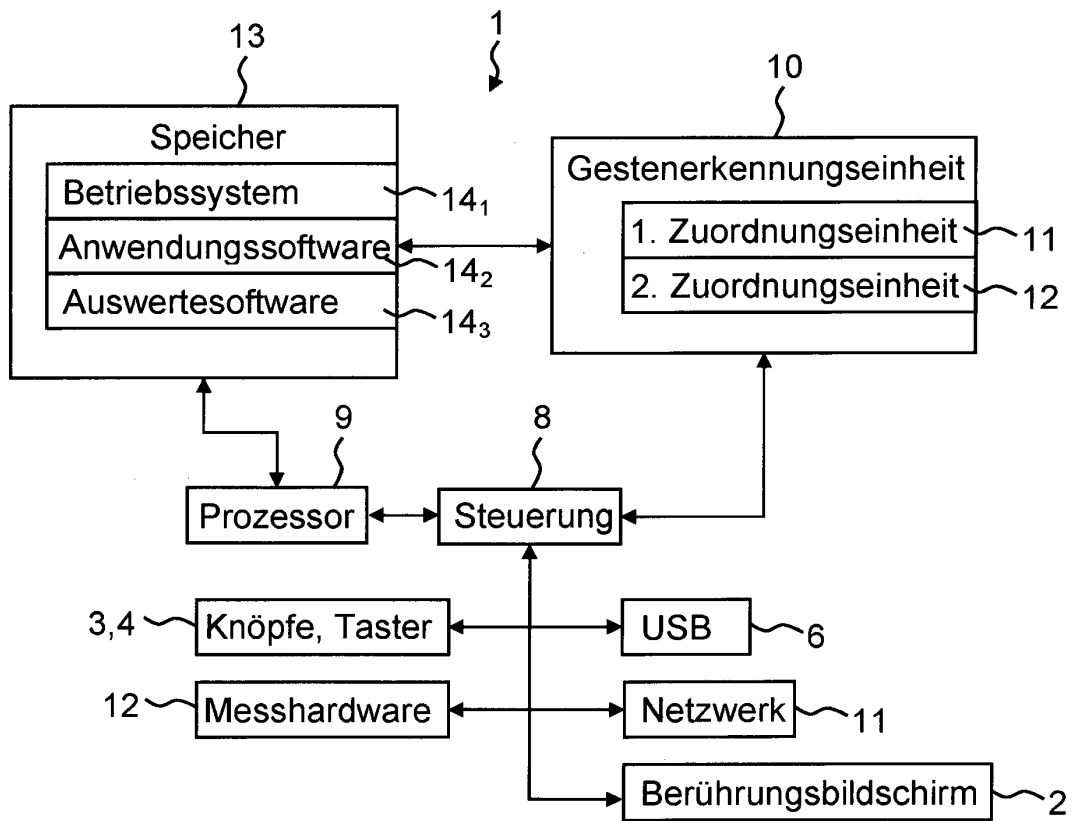 1
13
10
Speicher
Betriebssystem
14₁
Anwendungssoftware
14₂
Auswertesoftware
14₃
Gestenerkennungseinheit
1. Zuordnungseinheit
11
2. Zuordnungseinheit
12
9
8
Prozessor
Steuerung
3,4
Knöpfe, Taster
USB
6
12
Messhardware
Netzwerk
11
Berührungsbildschirm
2